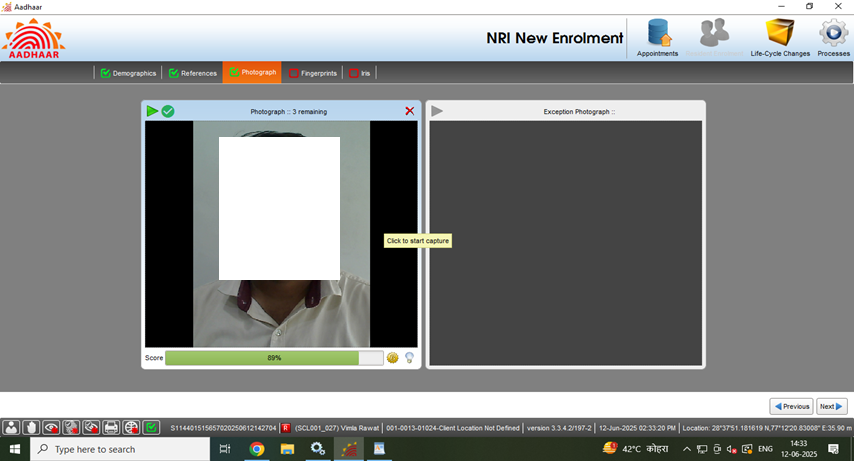 Aadhaar
AADHAAR
NRI New Enrolment
Appointments
Life-Cycle Changes
Processes
Demographics
References
Photograph
Fingerprints
Iris
Photograph :: 3 remaining
Exception Photograph ::
Click to start capture
Score
89%
Previous
Next
S114401515657020250612142704
R
(SCL001_027) Vimla Rawat
001-0013-01024-Client Location Not Defined
version 3.3.4.2/197-2
12-Jun-2025 02:33:20 PM
Location: 28°37'51.181619 N,77°12'20.83008" E:35.90 m
Type here to search
42°C कोहरा
ENG
14:33
12-06-2025